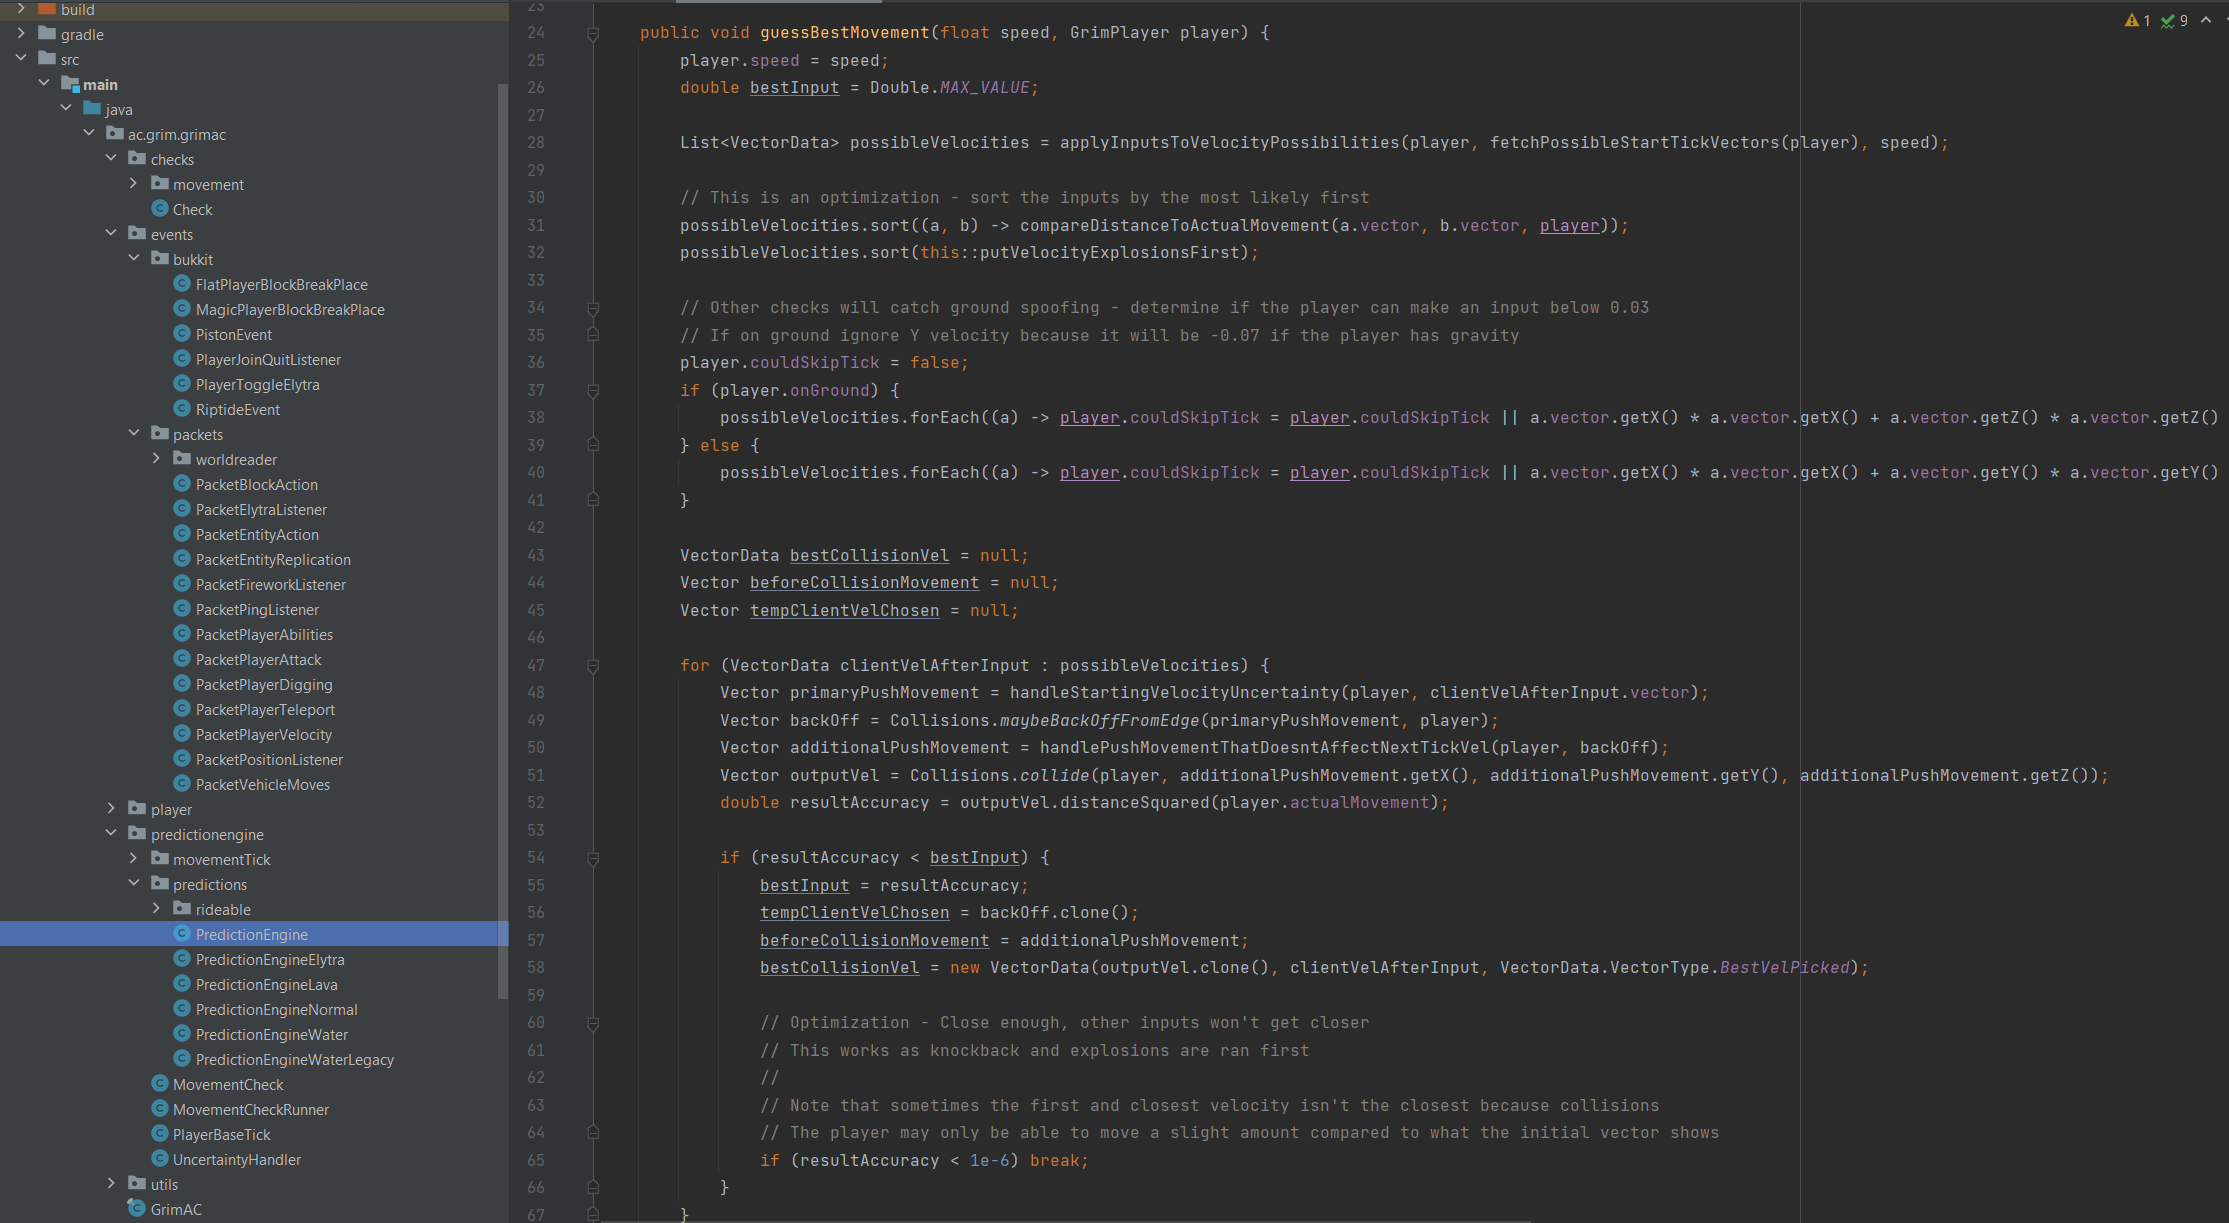 build
gradle
src
main
java
ac.grim.grimac
checks
movement
Check
events
bukkit
FlatPlayerBlockBreakPlace
MagicPlayerBlockBreakPlace
PistonEvent
PlayerJoinQuitListener
PlayerToggleElytra
RiptideEvent
packets
worldreader
PacketBlockAction
PacketElytraListener
PacketEntityAction
PacketEntityReplication
PacketFireworkListener
PacketPingListener
PacketPlayerAbilities
PacketPlayerAttack
PacketPlayerDigging
PacketPlayerTeleport
PacketPlayerVelocity
PacketPositionListener
PacketVehicleMoves
player
predictionengine
movementTick
predictions
rideable
PredictionEngine
PredictionEngineElytra
PredictionEngineLava
PredictionEngineNormal
PredictionEngineWater
PredictionEngineWaterLegacy
MovementCheck
MovementCheckRunner
PlayerBaseTick
UncertaintyHandler
utils
GrimAC
1 9
23
24 public void guessBestMovement(float speed, GrimPlayer player) {
25 player.speed = speed;
26 double bestInput = Double.MAX_VALUE;
27
28 List<VectorData> possibleVelocities = applyInputsToVelocityPossibilities(player, fetchPossibleStartTickVectors(player), speed);
29
30 // This is an optimization - sort the inputs by the most likely first
31 possibleVelocities.sort((a, b) -> compareDistanceToActualMovement(a.vector, b.vector, player));
32 possibleVelocities.sort(this::putVelocityExplosionsFirst);
33
34 // Other checks will catch ground spoofing - determine if the player can make an input below 0.03
35 // If on ground ignore Y velocity because it will be -0.07 if the player has gravity
36 player.couldSkipTick = false;
37 if (player.onGround) {
38 possibleVelocities.forEach((a) -> player.couldSkipTick = player.couldSkipTick || a.vector.getX() * a.vector.getX() + a.vector.getZ() * a.vector.getZ()
39 } else {
40 possibleVelocities.forEach((a) -> player.couldSkipTick = player.couldSkipTick || a.vector.getX() * a.vector.getX() + a.vector.getY() * a.vector.getY()
41 }
42
43 VectorData bestCollisionVel = null;
44 Vector beforeCollisionMovement = null;
45 Vector tempClientVelChosen = null;
46
47 for (VectorData clientVelAfterInput : possibleVelocities) {
48 Vector primaryPushMovement = handleStartingVelocityUncertainty(player, clientVelAfterInput.vector);
49 Vector backOff = Collisions.maybeBackOffFromEdge(primaryPushMovement, player);
50 Vector additionalPushMovement = handlePushMovementThatDoesntAffectNextTickVel(player, backOff);
51 Vector outputVel = Collisions.collide(player, additionalPushMovement.getX(), additionalPushMovement.getY(), additionalPushMovement.getZ());
52 double resultAccuracy = outputVel.distanceSquared(player.actualMovement);
53
54 if (resultAccuracy < bestInput) {
55 bestInput = resultAccuracy;
56 tempClientVelChosen = backOff.clone();
57 beforeCollisionMovement = additionalPushMovement;
58 bestCollisionVel = new VectorData(outputVel.clone(), clientVelAfterInput, VectorData.VectorType.BestVelPicked);
59
60 // Optimization - Close enough, other inputs won't get closer
61 // This works as knockback and explosions are ran first
62 //
63 // Note that sometimes the first and closest velocity isn't the closest because collisions
64 // The player may only be able to move a slight amount compared to what the initial vector shows
65 if (resultAccuracy < 1e-6) break;
66 }
67 }